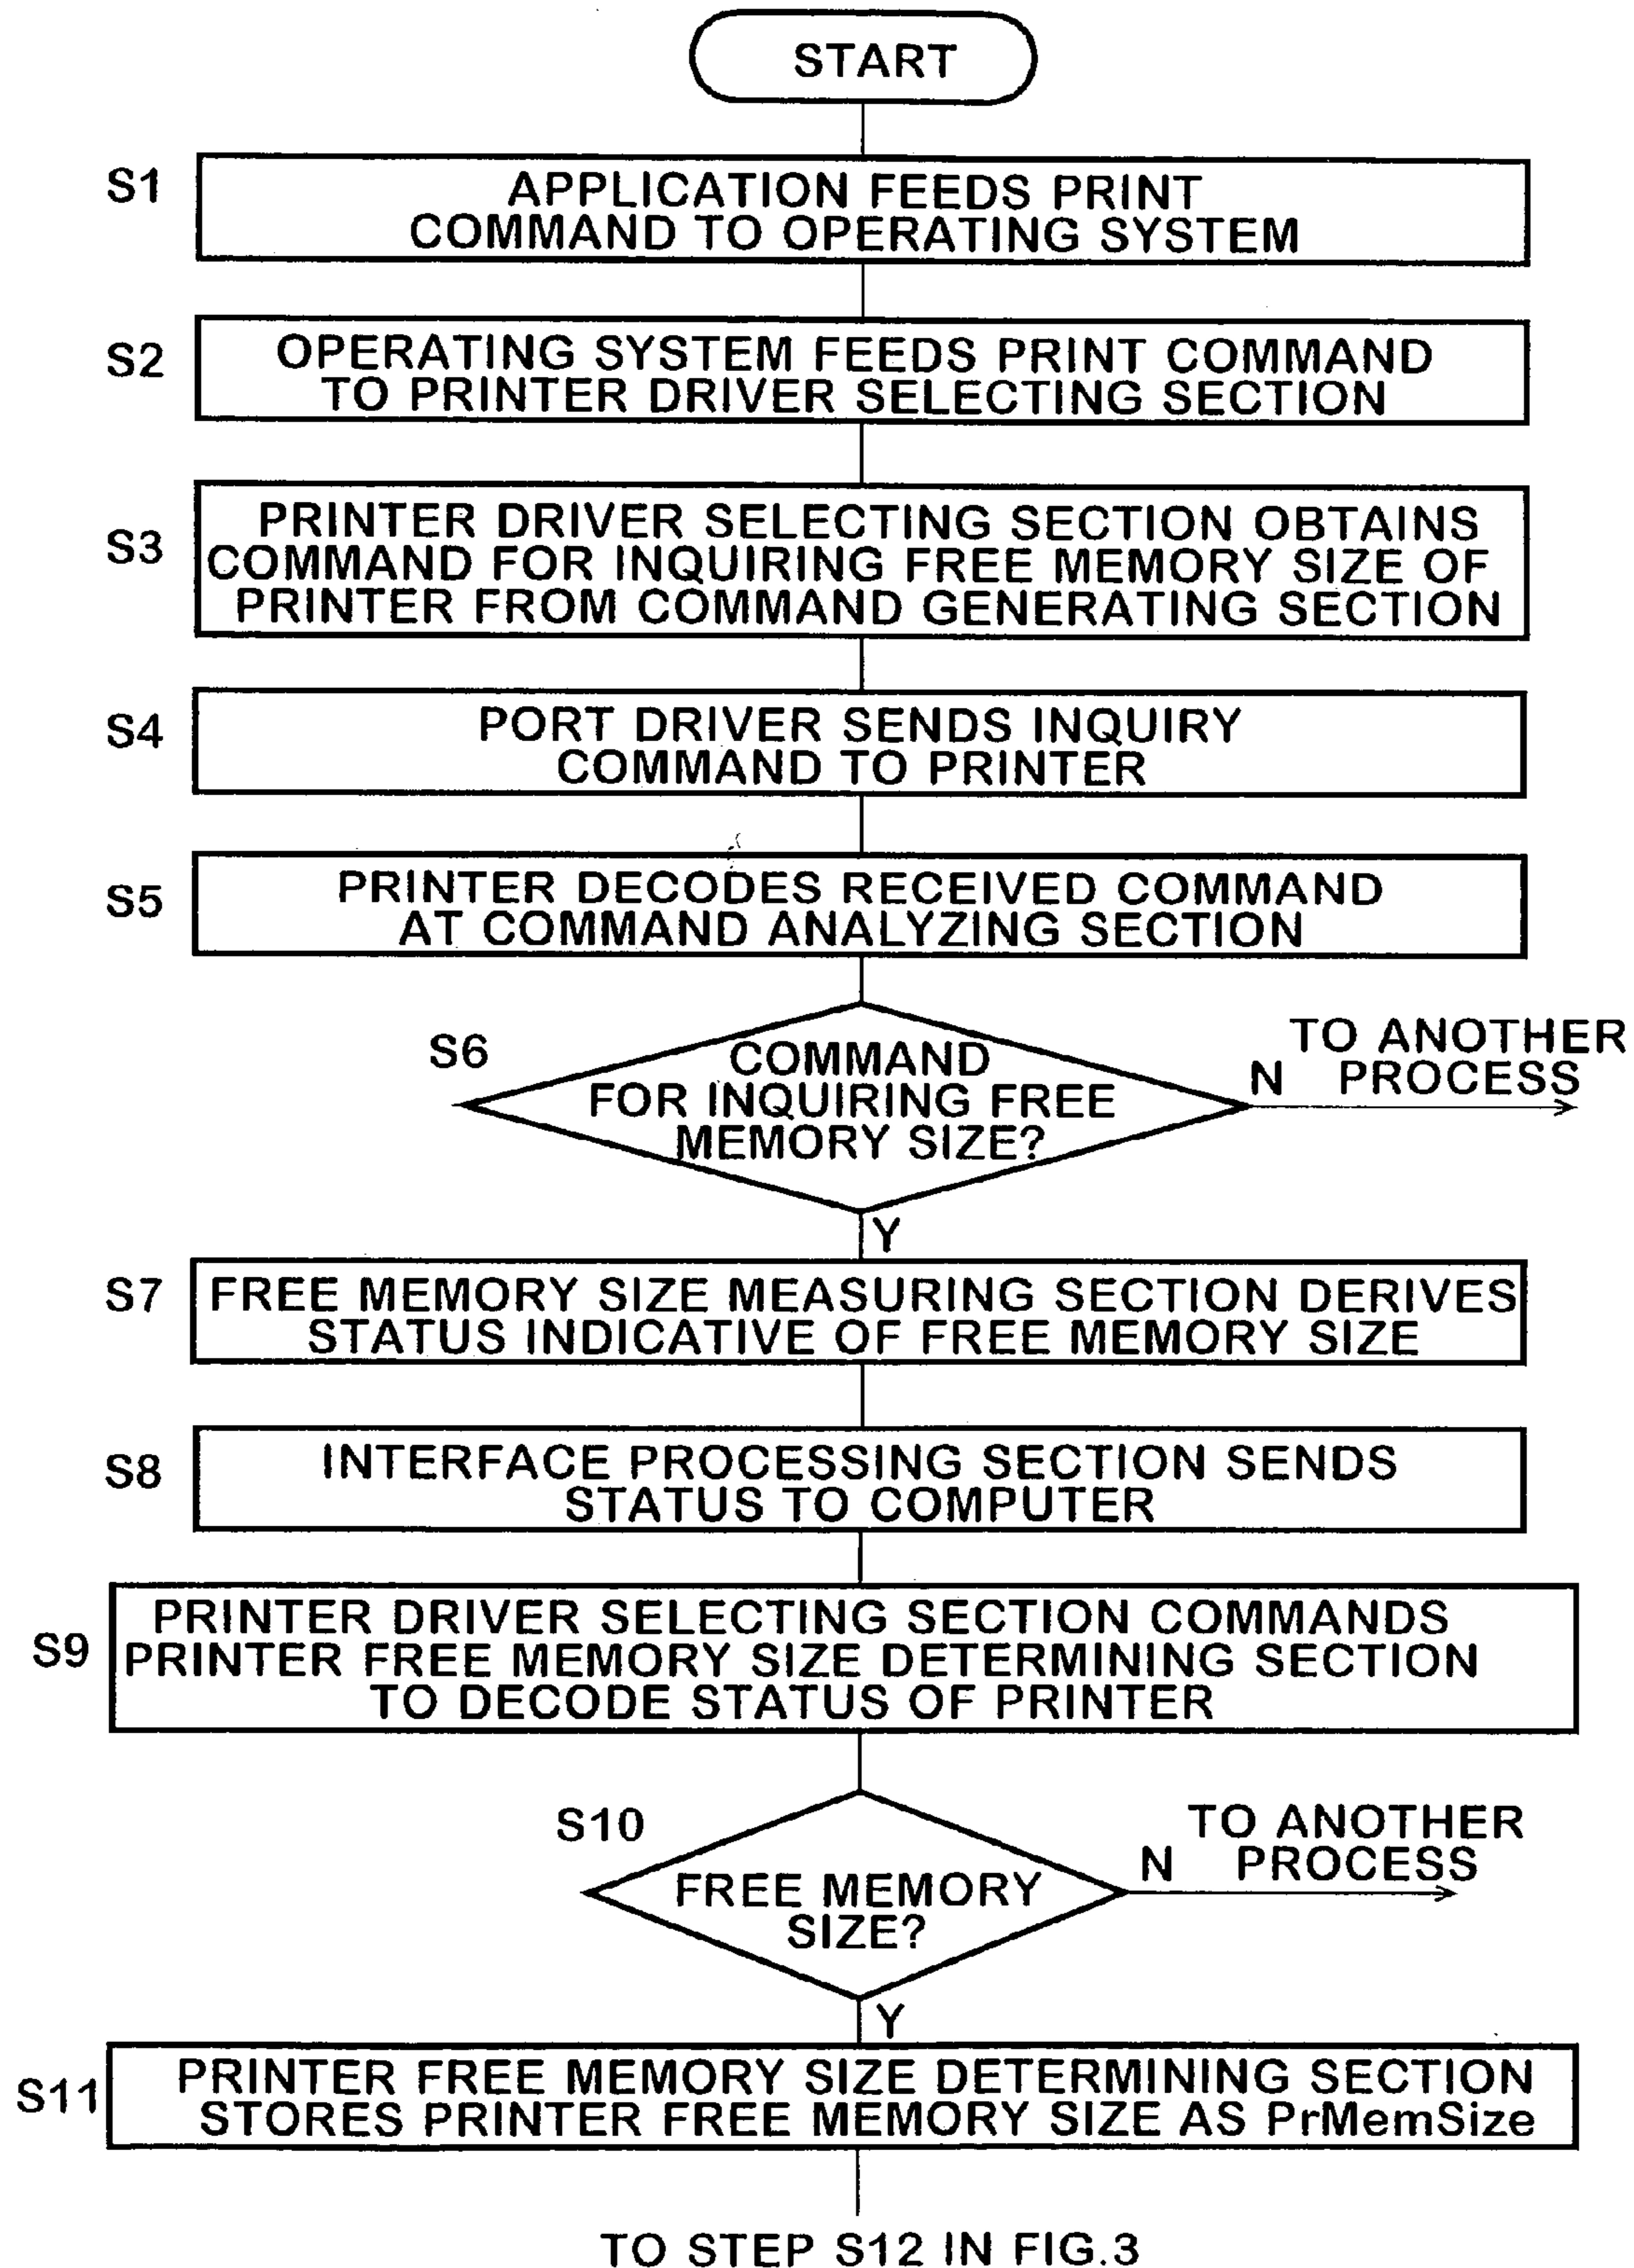 START
S1
APPLICATION FEEDS PRINT
COMMAND TO OPERATING SYSTEM
S2
OPERATING SYSTEM FEEDS PRINT COMMAND
TO PRINTER DRIVER SELECTING SECTION
S3
PRINTER DRIVER SELECTING SECTION OBTAINS
COMMAND FOR INQUIRING FREE MEMORY SIZE OF
PRINTER FROM COMMAND GENERATING SECTION
S4
PORT DRIVER SENDS INQUIRY
COMMAND TO PRINTER
S5
PRINTER DECODES RECEIVED COMMAND
AT COMMAND ANALYZING SECTION
S6
COMMAND
FOR INQUIRING FREE
MEMORY SIZE?
TO ANOTHER
N PROCESS
Y
S7
FREE MEMORY SIZE MEASURING SECTION DERIVES
STATUS INDICATIVE OF FREE MEMORY SIZE
S8
INTERFACE PROCESSING SECTION SENDS
STATUS TO COMPUTER
S9
PRINTER DRIVER SELECTING SECTION COMMANDS
PRINTER FREE MEMORY SIZE DETERMINING SECTION
TO DECODE STATUS OF PRINTER
S10
FREE MEMORY
SIZE?
TO ANOTHER
N PROCESS
Y
S11
PRINTER FREE MEMORY SIZE DETERMINING SECTION
STORES PRINTER FREE MEMORY SIZE AS PrMemSize
TO STEP S12 IN FIG.3